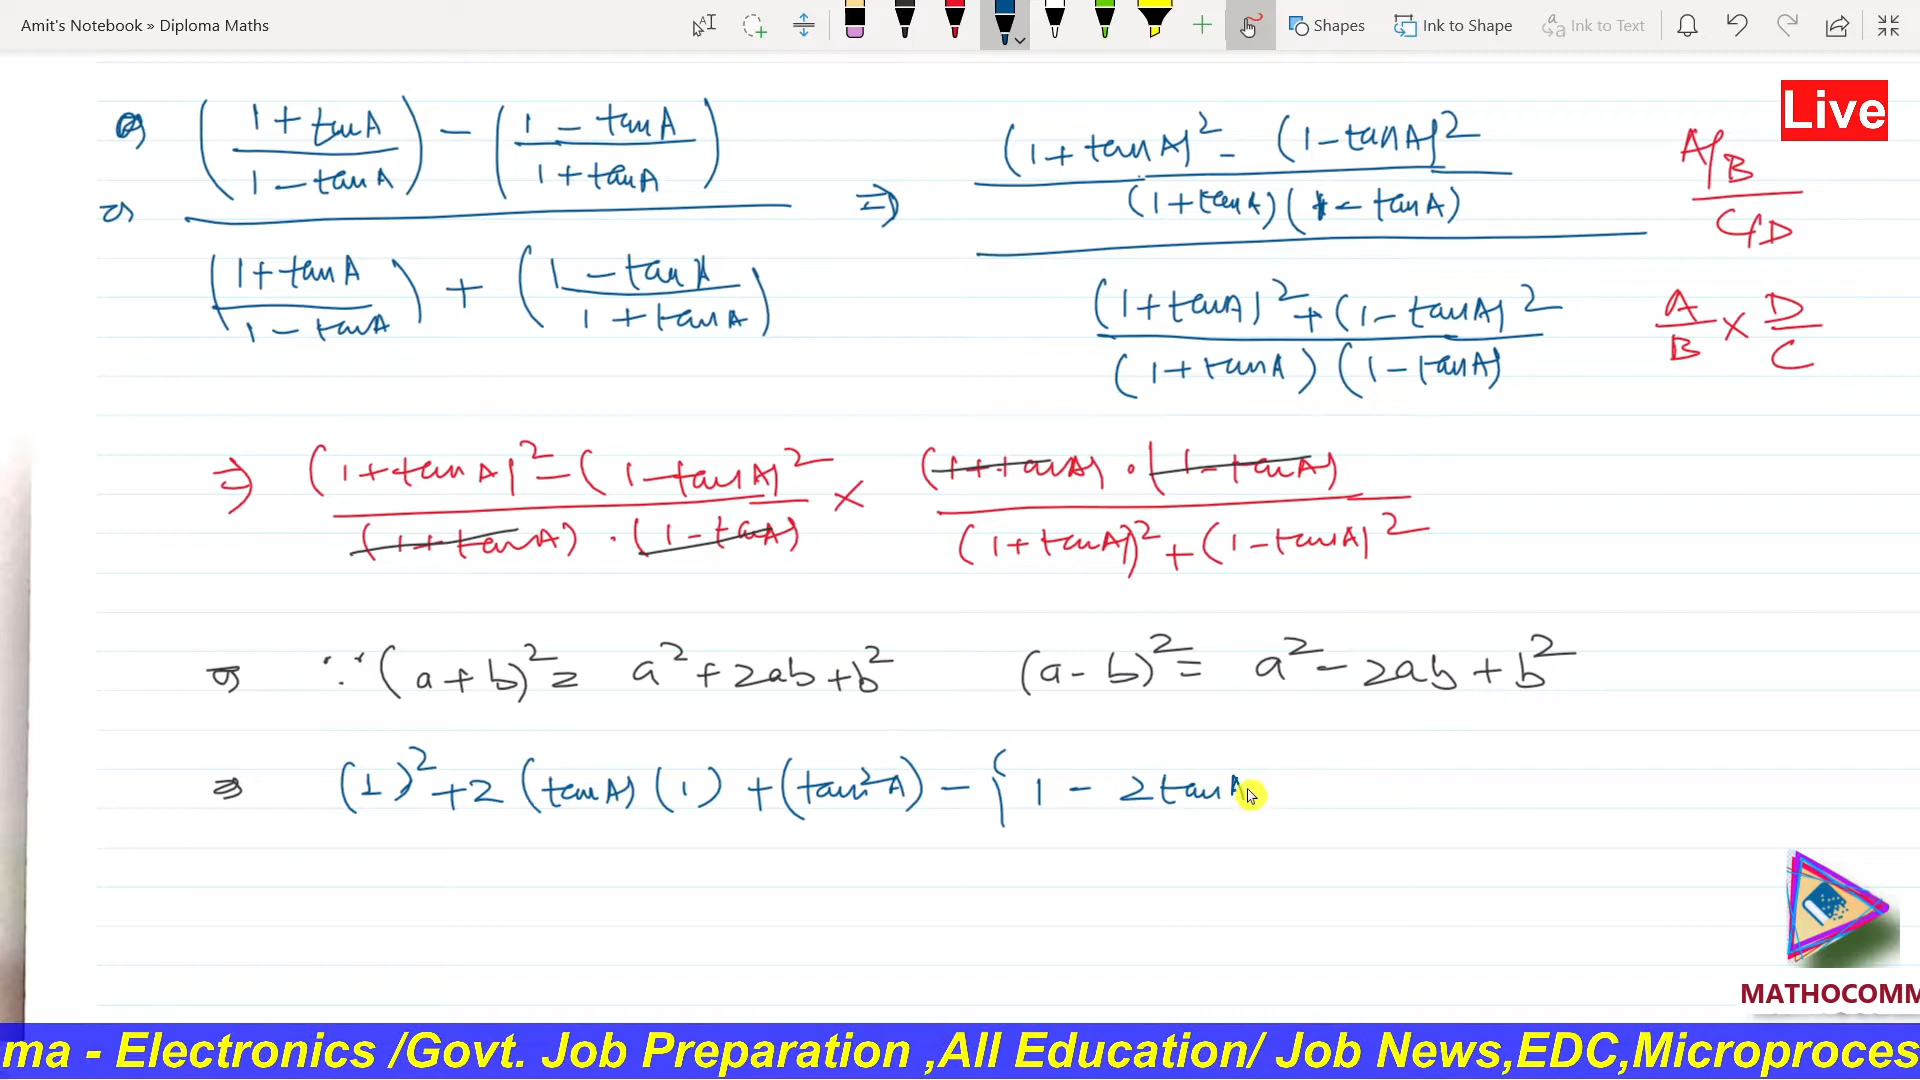 Amit's Notebook » Diploma Maths
Shapes
Ink to Shape
Ink to Text
Live
(1 + tanA / 1 - tanA) - (1 - tanA / 1 + tanA)
(1 + tanA / 1 - tanA) + (1 - tanA / 1 + tanA)
⇒ (1 + tanA)² - (1 - tanA)²
(1 + tanA)(1 - tanA)
(1 + tanA)² + (1 - tanA)²
(1 + tanA)(1 - tanA)
A/B
C/D
A/B × D/C
⇒ (1 + tanA)² - (1 - tanA)² / (1 + tanA) · (1 - tanA) × (1 + tanA) · (1 - tanA) / (1 + tanA)² + (1 - tanA)²
⇒ ∵ (a + b)² = a² + 2ab + b² (a - b)² = a² - 2ab + b²
⇒ (1)² + 2 (tanA) (1) + (tan²A) - { 1 - 2 tanA
MATHOCOMM
ma - Electronics /Govt. Job Preparation ,All Education/ Job News,EDC,Microproces